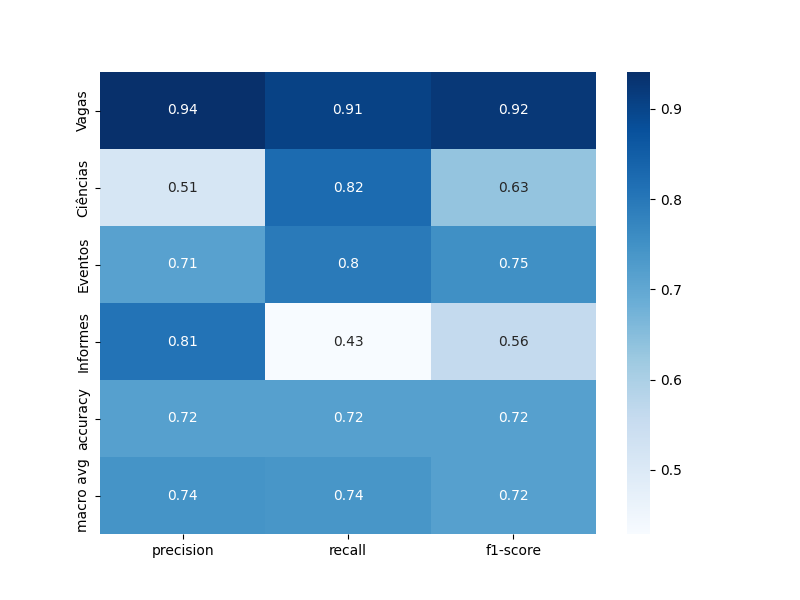 Vagas 0.94 0.91 0.92
Ciências 0.51 0.82 0.63
Eventos 0.71 0.8 0.75
Informes 0.81 0.43 0.56
accuracy 0.72 0.72 0.72
macro avg 0.74 0.74 0.72
precision recall f1-score
0.9
0.8
0.7
0.6
0.5